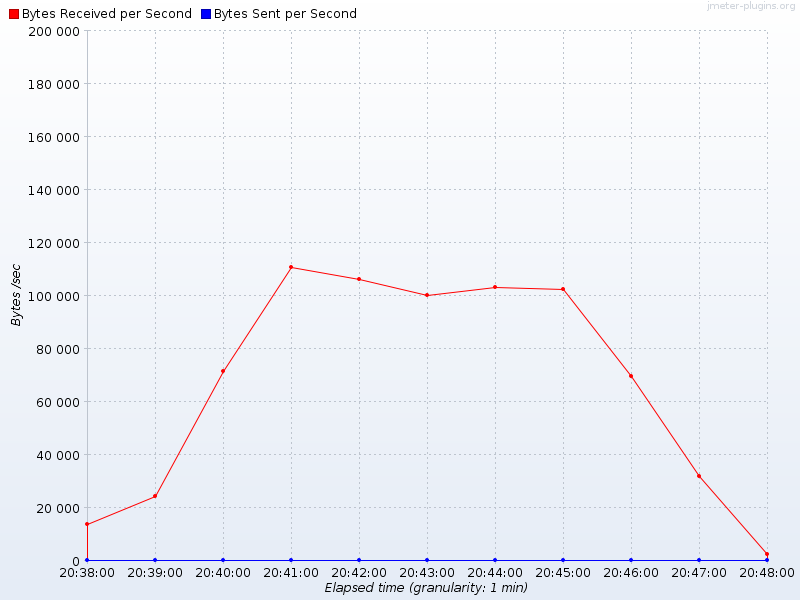 Bytes Received per Second Bytes Sent per Second
jmeter-plugins.org
200 000
180 000
160 000
140 000
120 000
100 000
80 000
60 000
40 000
20 000
0
Bytes /sec
20:38:00 20:39:00 20:40:00 20:41:00 20:42:00 20:43:00 20:44:00 20:45:00 20:46:00 20:47:00 20:48:00
Elapsed time (granularity: 1 min)